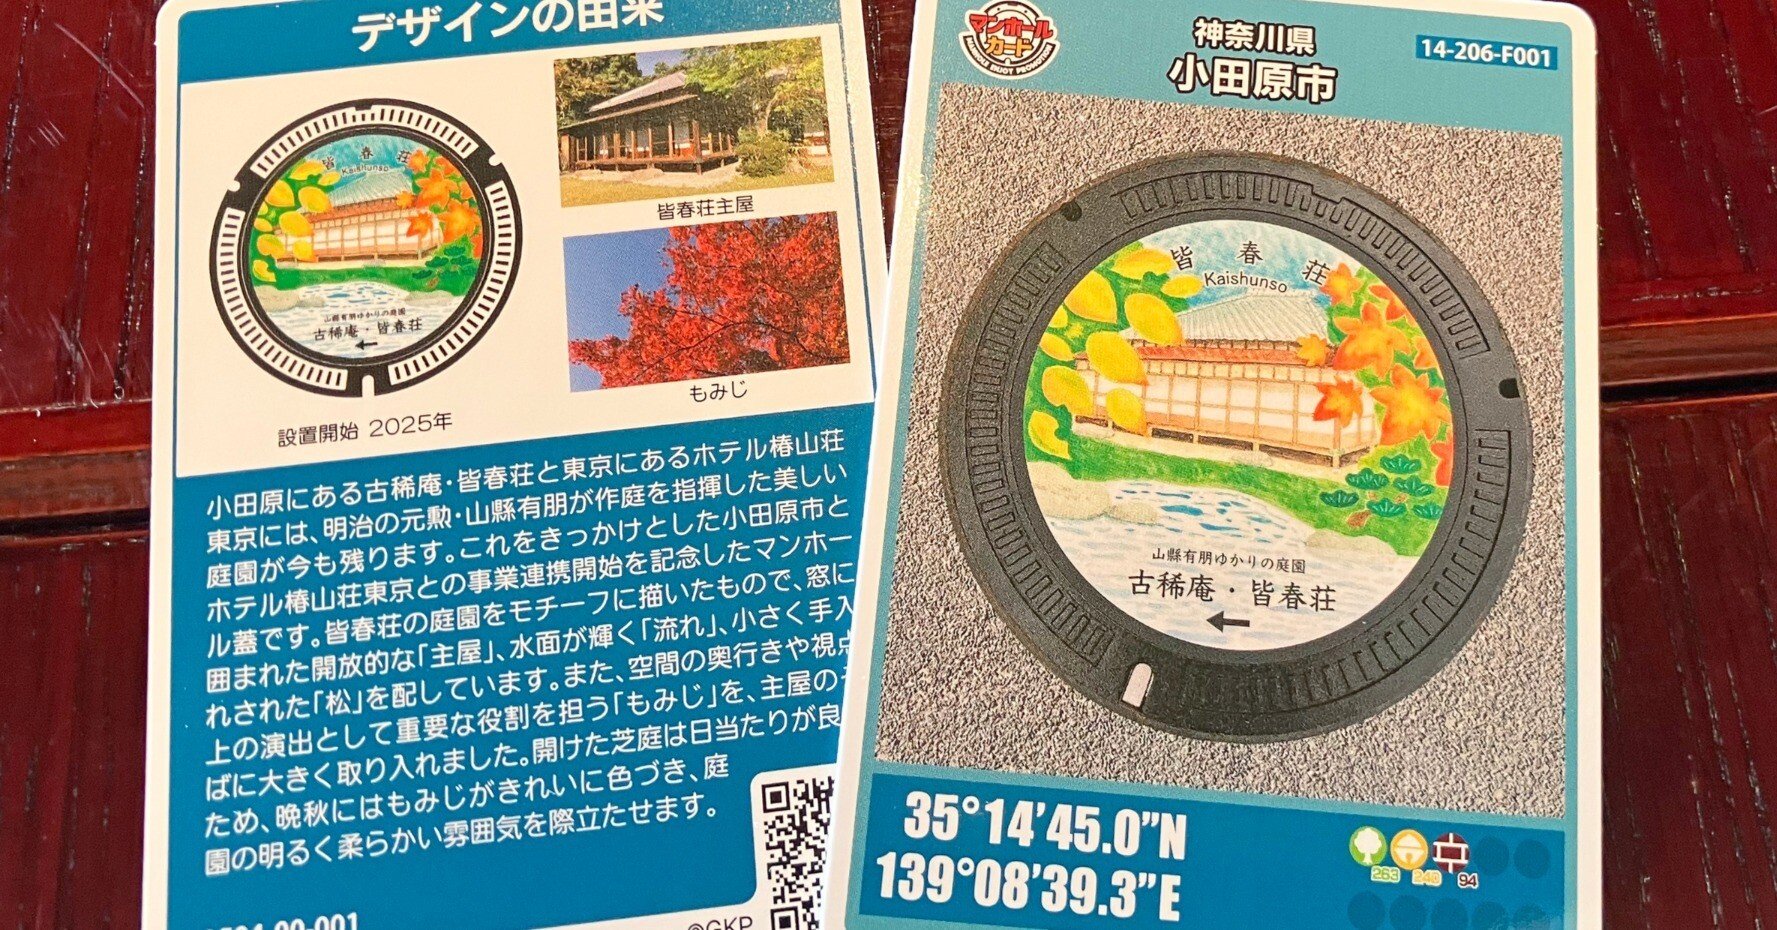 デザインの由来
皆春荘
Kaishunso
山縣有朋ゆかりの庭園
古稀庵・皆春荘
設置開始 2025年
皆春荘主屋
もみじ
小田原にある古稀庵・皆春荘と東京にあるホテル椿山荘
東京には、明治の元勲・山縣有朋が作庭を指揮した美しい
庭園が今も残ります。これをきっかけとした小田原市と
ホテル椿山荘東京との事業連携開始を記念したマンホー
ル蓋です。皆春荘の庭園をモチーフに描いたもので、窓に
囲まれた開放的な「主屋」、水面が輝く「流れ」、小さく手入
れされた「松」を配しています。また、空間の奥行きや視点
上の演出として重要な役割を担う「もみじ」を、主屋の
ばに大きく取り入れました。開けた芝庭は日当たりが良
ため、晩秋にはもみじがきれいに色づき、庭
園の明るく柔らかい雰囲気を際立たせます。
00-001
©GKP
マンホール
カード
神奈川県
小田原市
14-206-F001
皆春荘
Kaishunso
山縣有朋ゆかりの庭園
古稀庵・皆春荘
35°14'45.0"N
139°08'39.3"E
263
240
94